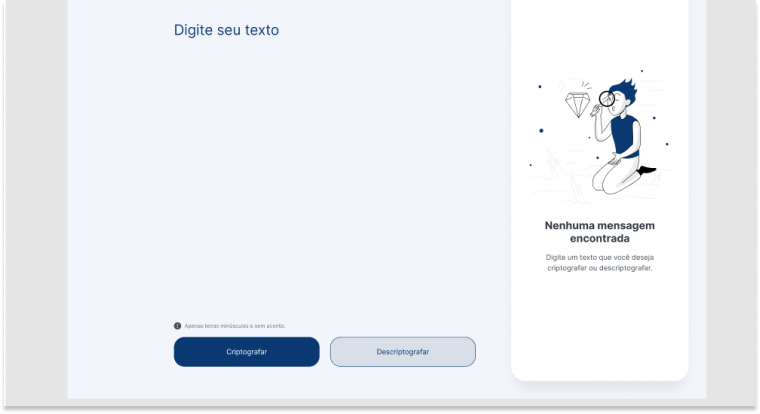 Digite seu texto
Nenhuma mensagem
encontrada
Digite um texto que você deseja
criptografar ou descriptografar.
Apenas letras minúsculas e sem acento.
Criptografar
Descriptografar